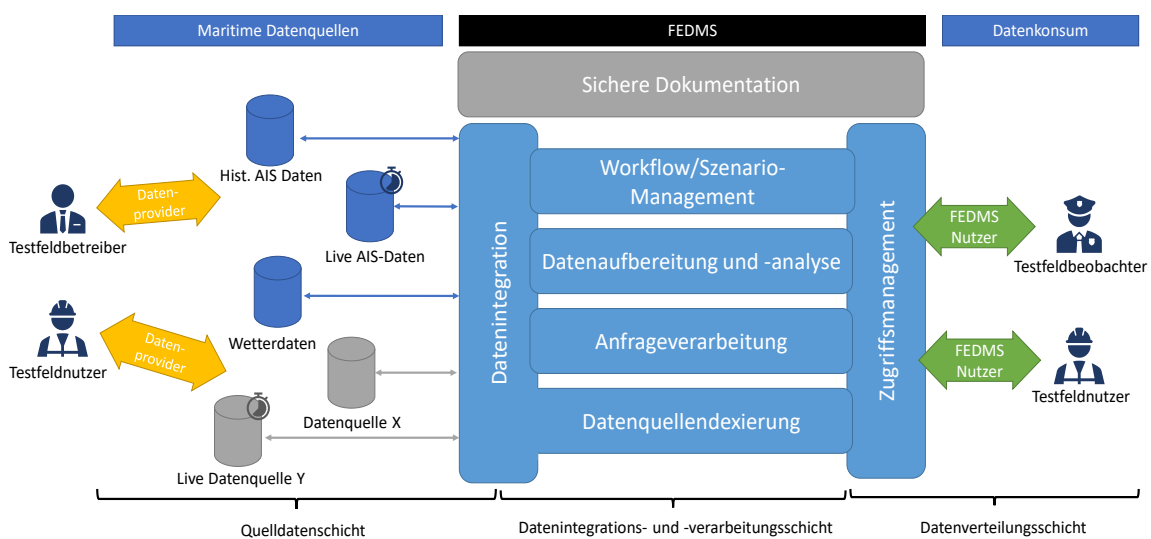 Maritime Datenquellen
FEDMS
Datenkonsum
Sichere Dokumentation
Hist. AIS Daten
Daten-
provider
Testfeldbetreiber
Live AIS-Daten
Wetterdaten
Daten-
provider
Testfeldnutzer
Datenquelle X
Live Datenquelle Y
Datenintegration
Workflow/Szenario-
Management
Datenaufbereitung und -analyse
Anfrageverarbeitung
Datenquellendexierung
Zugriffsmanagement
FEDMS
Nutzer
Testfeldbeobachter
FEDMS
Nutzer
Testfeldnutzer
Quelldatenschicht
Datenintegrations- und -verarbeitungsschicht
Datenverteilungsschicht